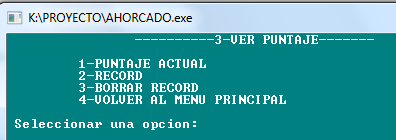 K:\PROYECTO\AHORCADO.exe
----------3-VER PUNTAJE-------
1-PUNTAJE ACTUAL
2-RECORD
3-BORRAR RECORD
4-VOLVER AL MENU PRINCIPAL
Seleccionar una opcion: